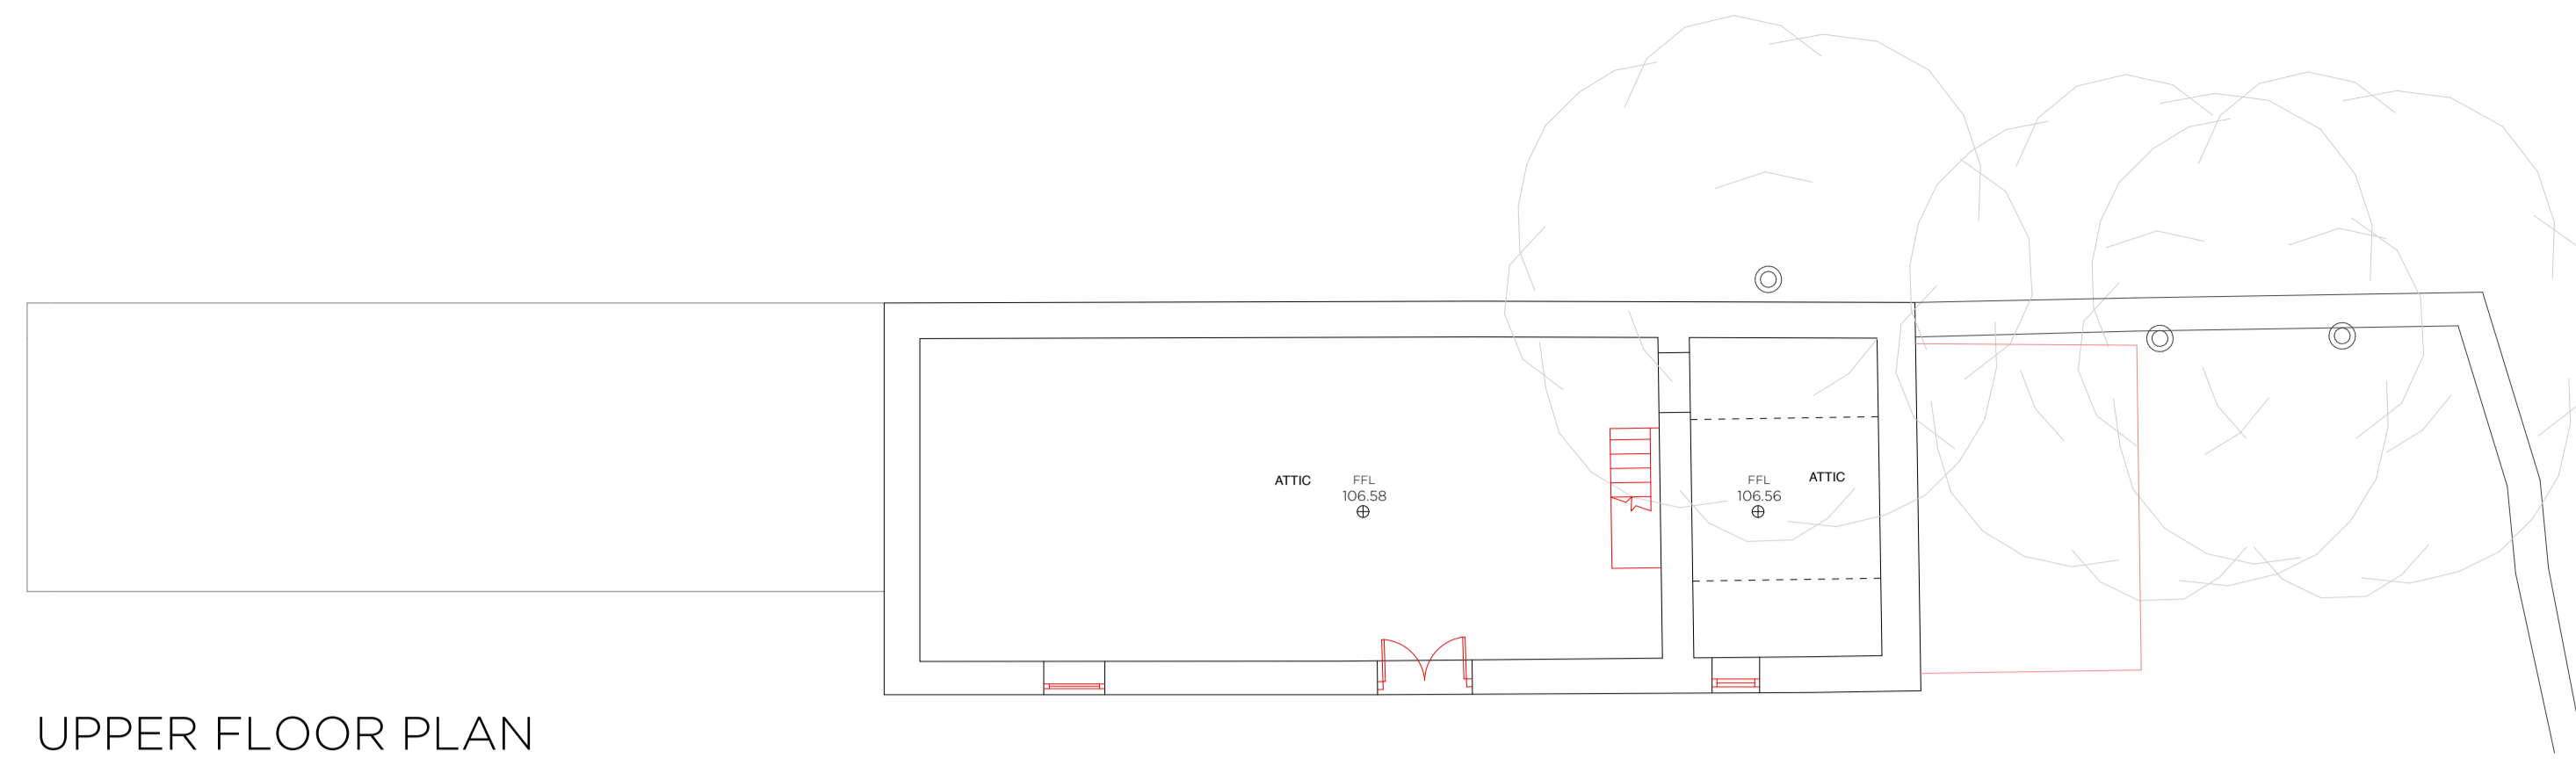 ATTIC
FFL
106.58
FFL
106.56
ATTIC
UPPER FLOOR PLAN